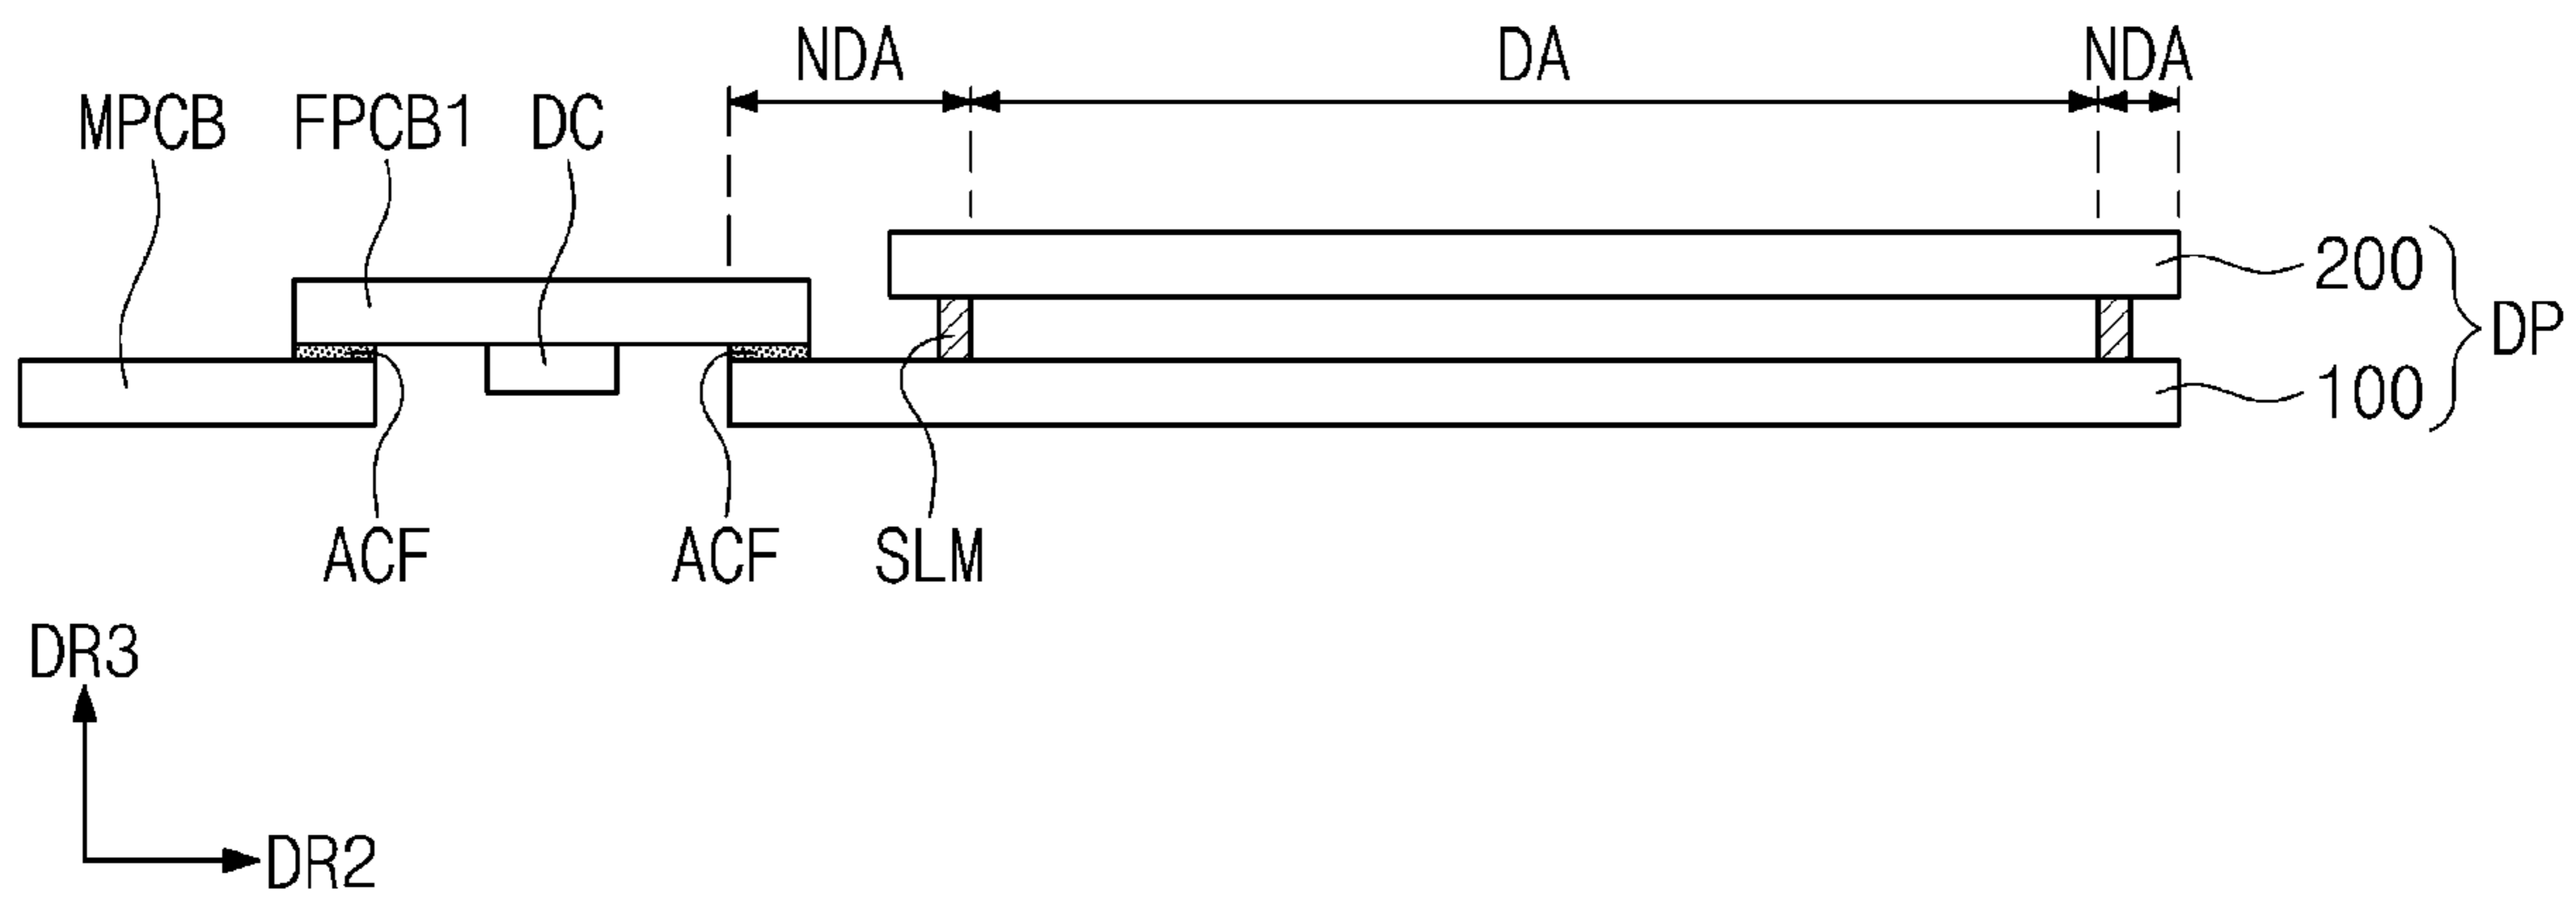 NDA DA NDA
MPCB FPCB1 DC
200
DP
100
ACF ACF SLM
DR3
DR2